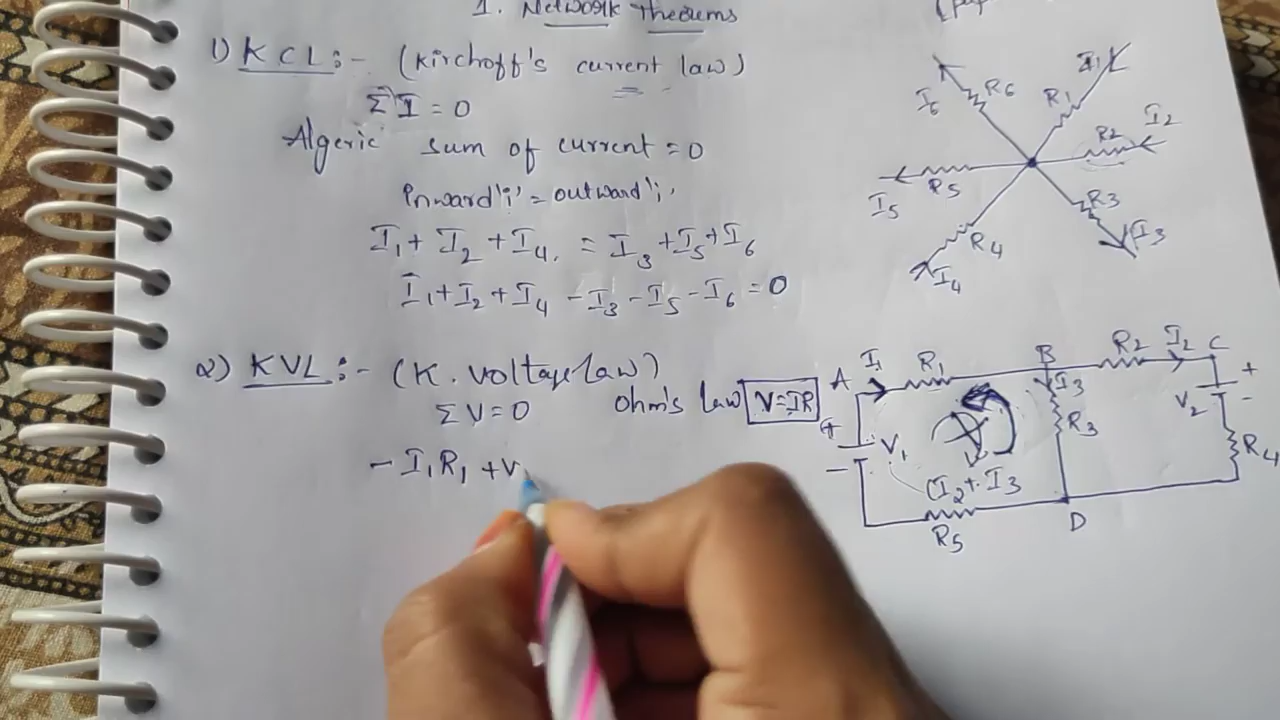 1. Network Theorems
1) KCL:- (Kirchoff's current law)
ΣI = 0
Algeric sum of current = 0
Inward 'i' = outward 'i'
I1 + I2 + I4 = I3 + I5 + I6
I1 + I2 + I4 - I3 - I5 - I6 = 0
I6 R6 R1 I1
R2 I2
I5 R5 R3 I3
R4
I4
2) KVL:- (K. Voltage law)
ΣV = 0 Ohm's law V=IR
- I1R1 + V
A I1 R1 B R2 I2 C
I3
+ V1 - R3 V2 + -
R4
(I2 + I3
R5 D